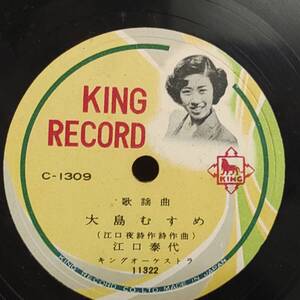 KING
RECORD
C-1309
KING
歌謡曲
大島むすめ
(江口夜詩作詩作曲)
江口泰代
キングオーケストラ
11322
KING RECORD CO., LTD. MADE IN JAPAN